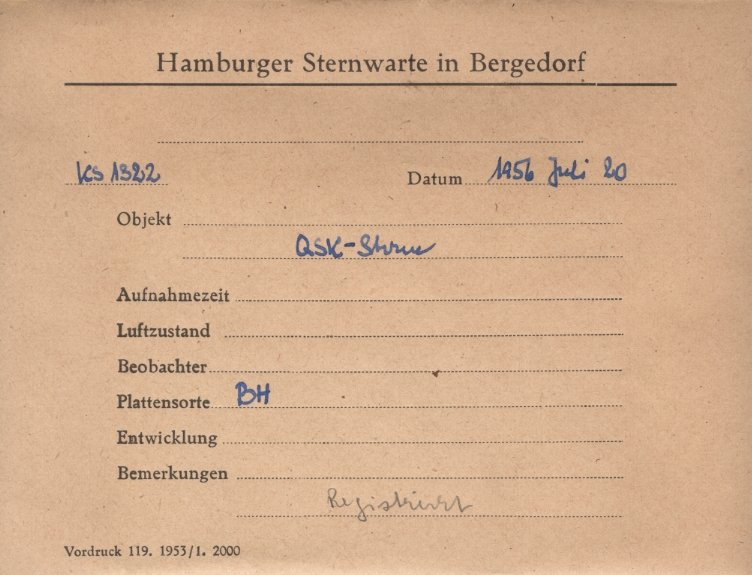 Hamburger Sternwarte in Bergedorf
KS 1322 Datum 1956 Juli 20
Objekt
QSK-Sterne
Aufnahmezeit
Luftzustand
Beobachter
Plattensorte BH
Entwicklung
Bemerkungen
Registriert
Vordruck 119. 1953/1. 2000